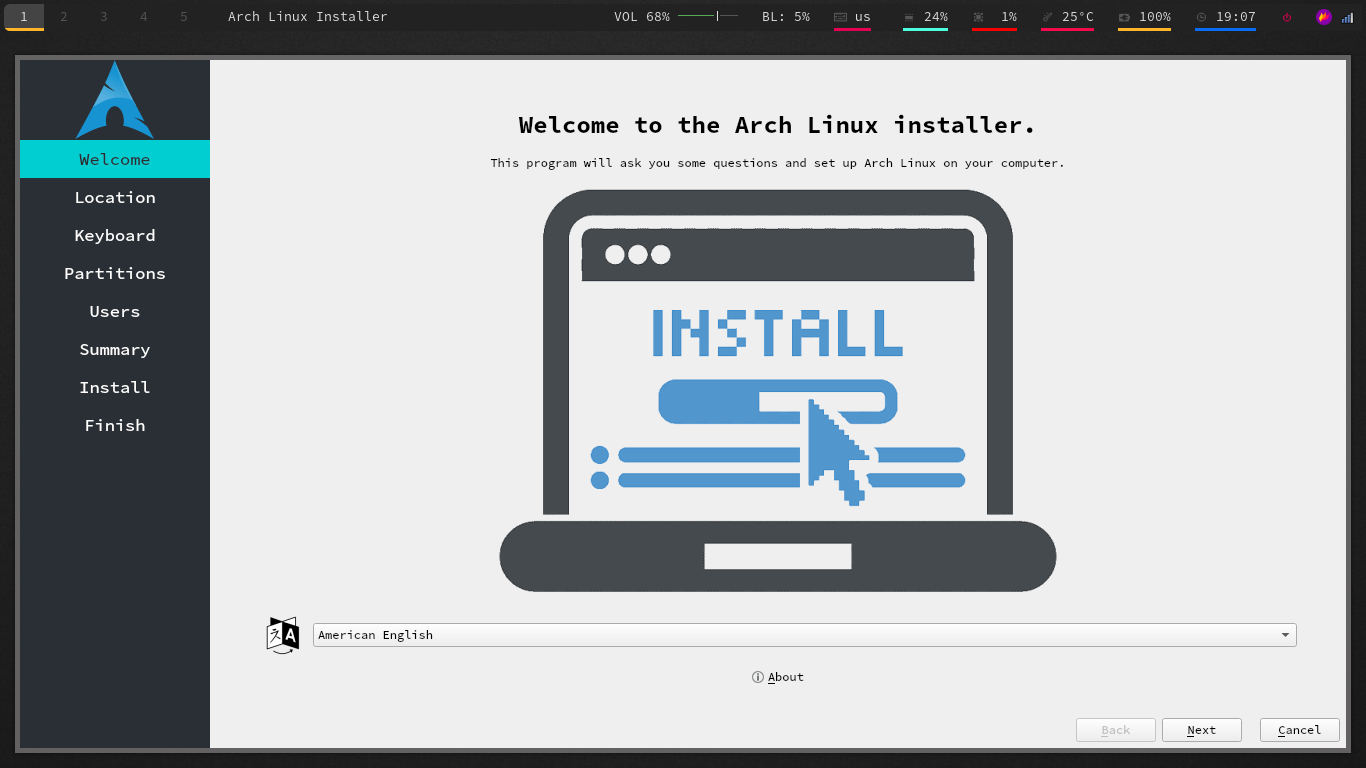 1 2 3 4 5 Arch Linux Installer VOL 68% BL: 5% us 24% 1% 25°C 100% 19:07
Welcome
Location
Keyboard
Partitions
Users
Summary
Install
Finish
Welcome to the Arch Linux installer.
This program will ask you some questions and set up Arch Linux on your computer.
INSTALL
American English
About
Back Next Cancel